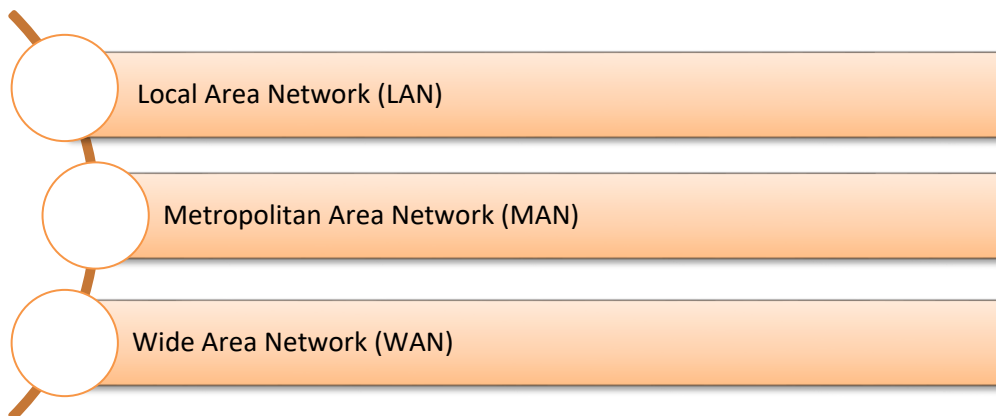 Local Area Network (LAN)
Metropolitan Area Network (MAN)
Wide Area Network (WAN)